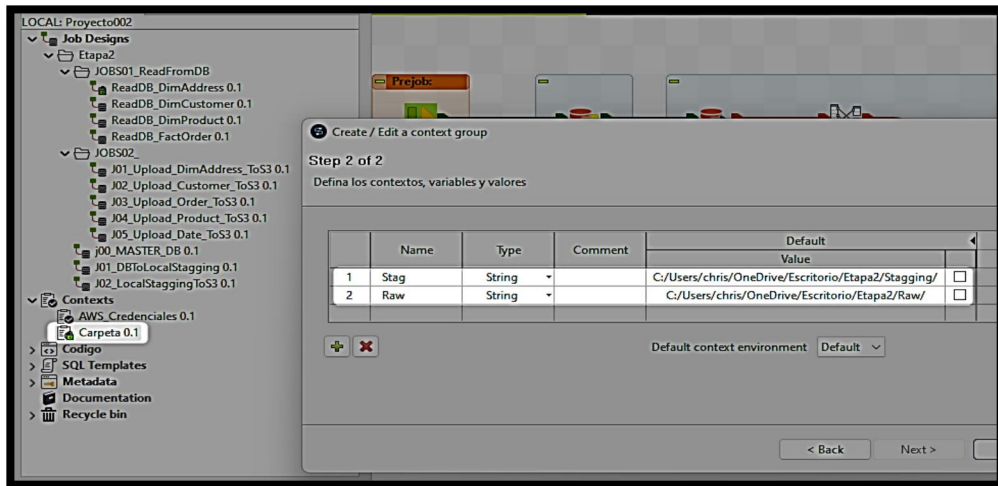 LOCAL: Proyecto002
Job Designs
Etapa2
JOBS01_ReadFromDB
ReadDB_DimAddress 0.1
ReadDB_DimCustomer 0.1
ReadDB_DimProduct 0.1
ReadDB_FactOrder 0.1
JOBS02_
J01_Upload_DimAddress_ToS3 0.1
J02_Upload_Customer_ToS3 0.1
J03_Upload_Order_ToS3 0.1
J04_Upload_Product_ToS3 0.1
J05_Upload_Date_ToS3 0.1
j00_MASTER_DB 0.1
J01_DBToLocalStagging 0.1
J02_LocalStaggingToS3 0.1
Contexts
AWS_Credenciales 0.1
Carpeta 0.1
Codigo
SQL Templates
Metadata
Documentation
Recycle bin
Prejob:
Create / Edit a context group
Step 2 of 2
Defina los contextos, variables y valores
Name Type Comment Default
Value
1 Stag String C:/Users/chris/OneDrive/Escritorio/Etapa2/Stagging/
2 Raw String C:/Users/chris/OneDrive/Escritorio/Etapa2/Raw/
Default context environment Default
< Back Next >